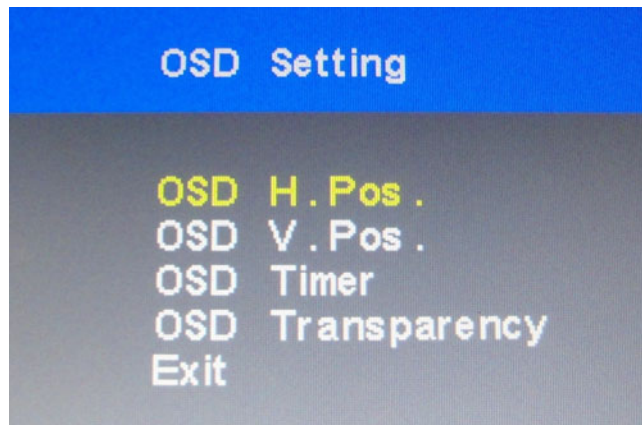 OSD Setting
OSD H.Pos.
OSD V.Pos.
OSD Timer
OSD Transparency
Exit